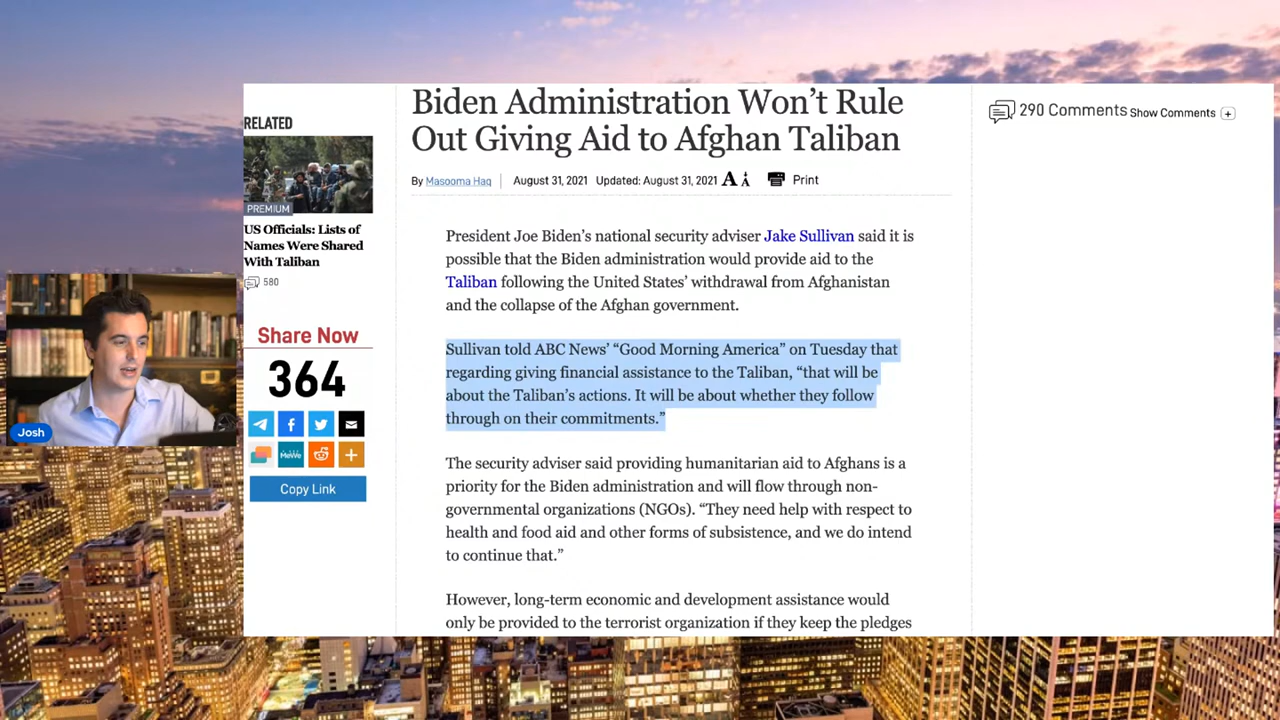 Biden Administration Won't Rule
Out Giving Aid to Afghan Taliban
By Masooma Haq
August 31, 2021 Updated: August 31, 2021
Print
290 Comments Show Comments
RELATED
PREMIUM
US Officials: Lists of
Names Were Shared
With Taliban
580
Share Now
364
MeWe
Copy Link
Josh
President Joe Biden's national security adviser Jake Sullivan said it is
possible that the Biden administration would provide aid to the
Taliban following the United States' withdrawal from Afghanistan
and the collapse of the Afghan government.
Sullivan told ABC News' “Good Morning America” on Tuesday that
regarding giving financial assistance to the Taliban, “that will be
about the Taliban's actions. It will be about whether they follow
through on their commitments.”
The security adviser said providing humanitarian aid to Afghans is a
priority for the Biden administration and will flow through non-
governmental organizations (NGOs). “They need help with respect to
health and food aid and other forms of subsistence, and we do intend
to continue that.”
However, long-term economic and development assistance would
only be provided to the terrorist organization if they keep the pledges